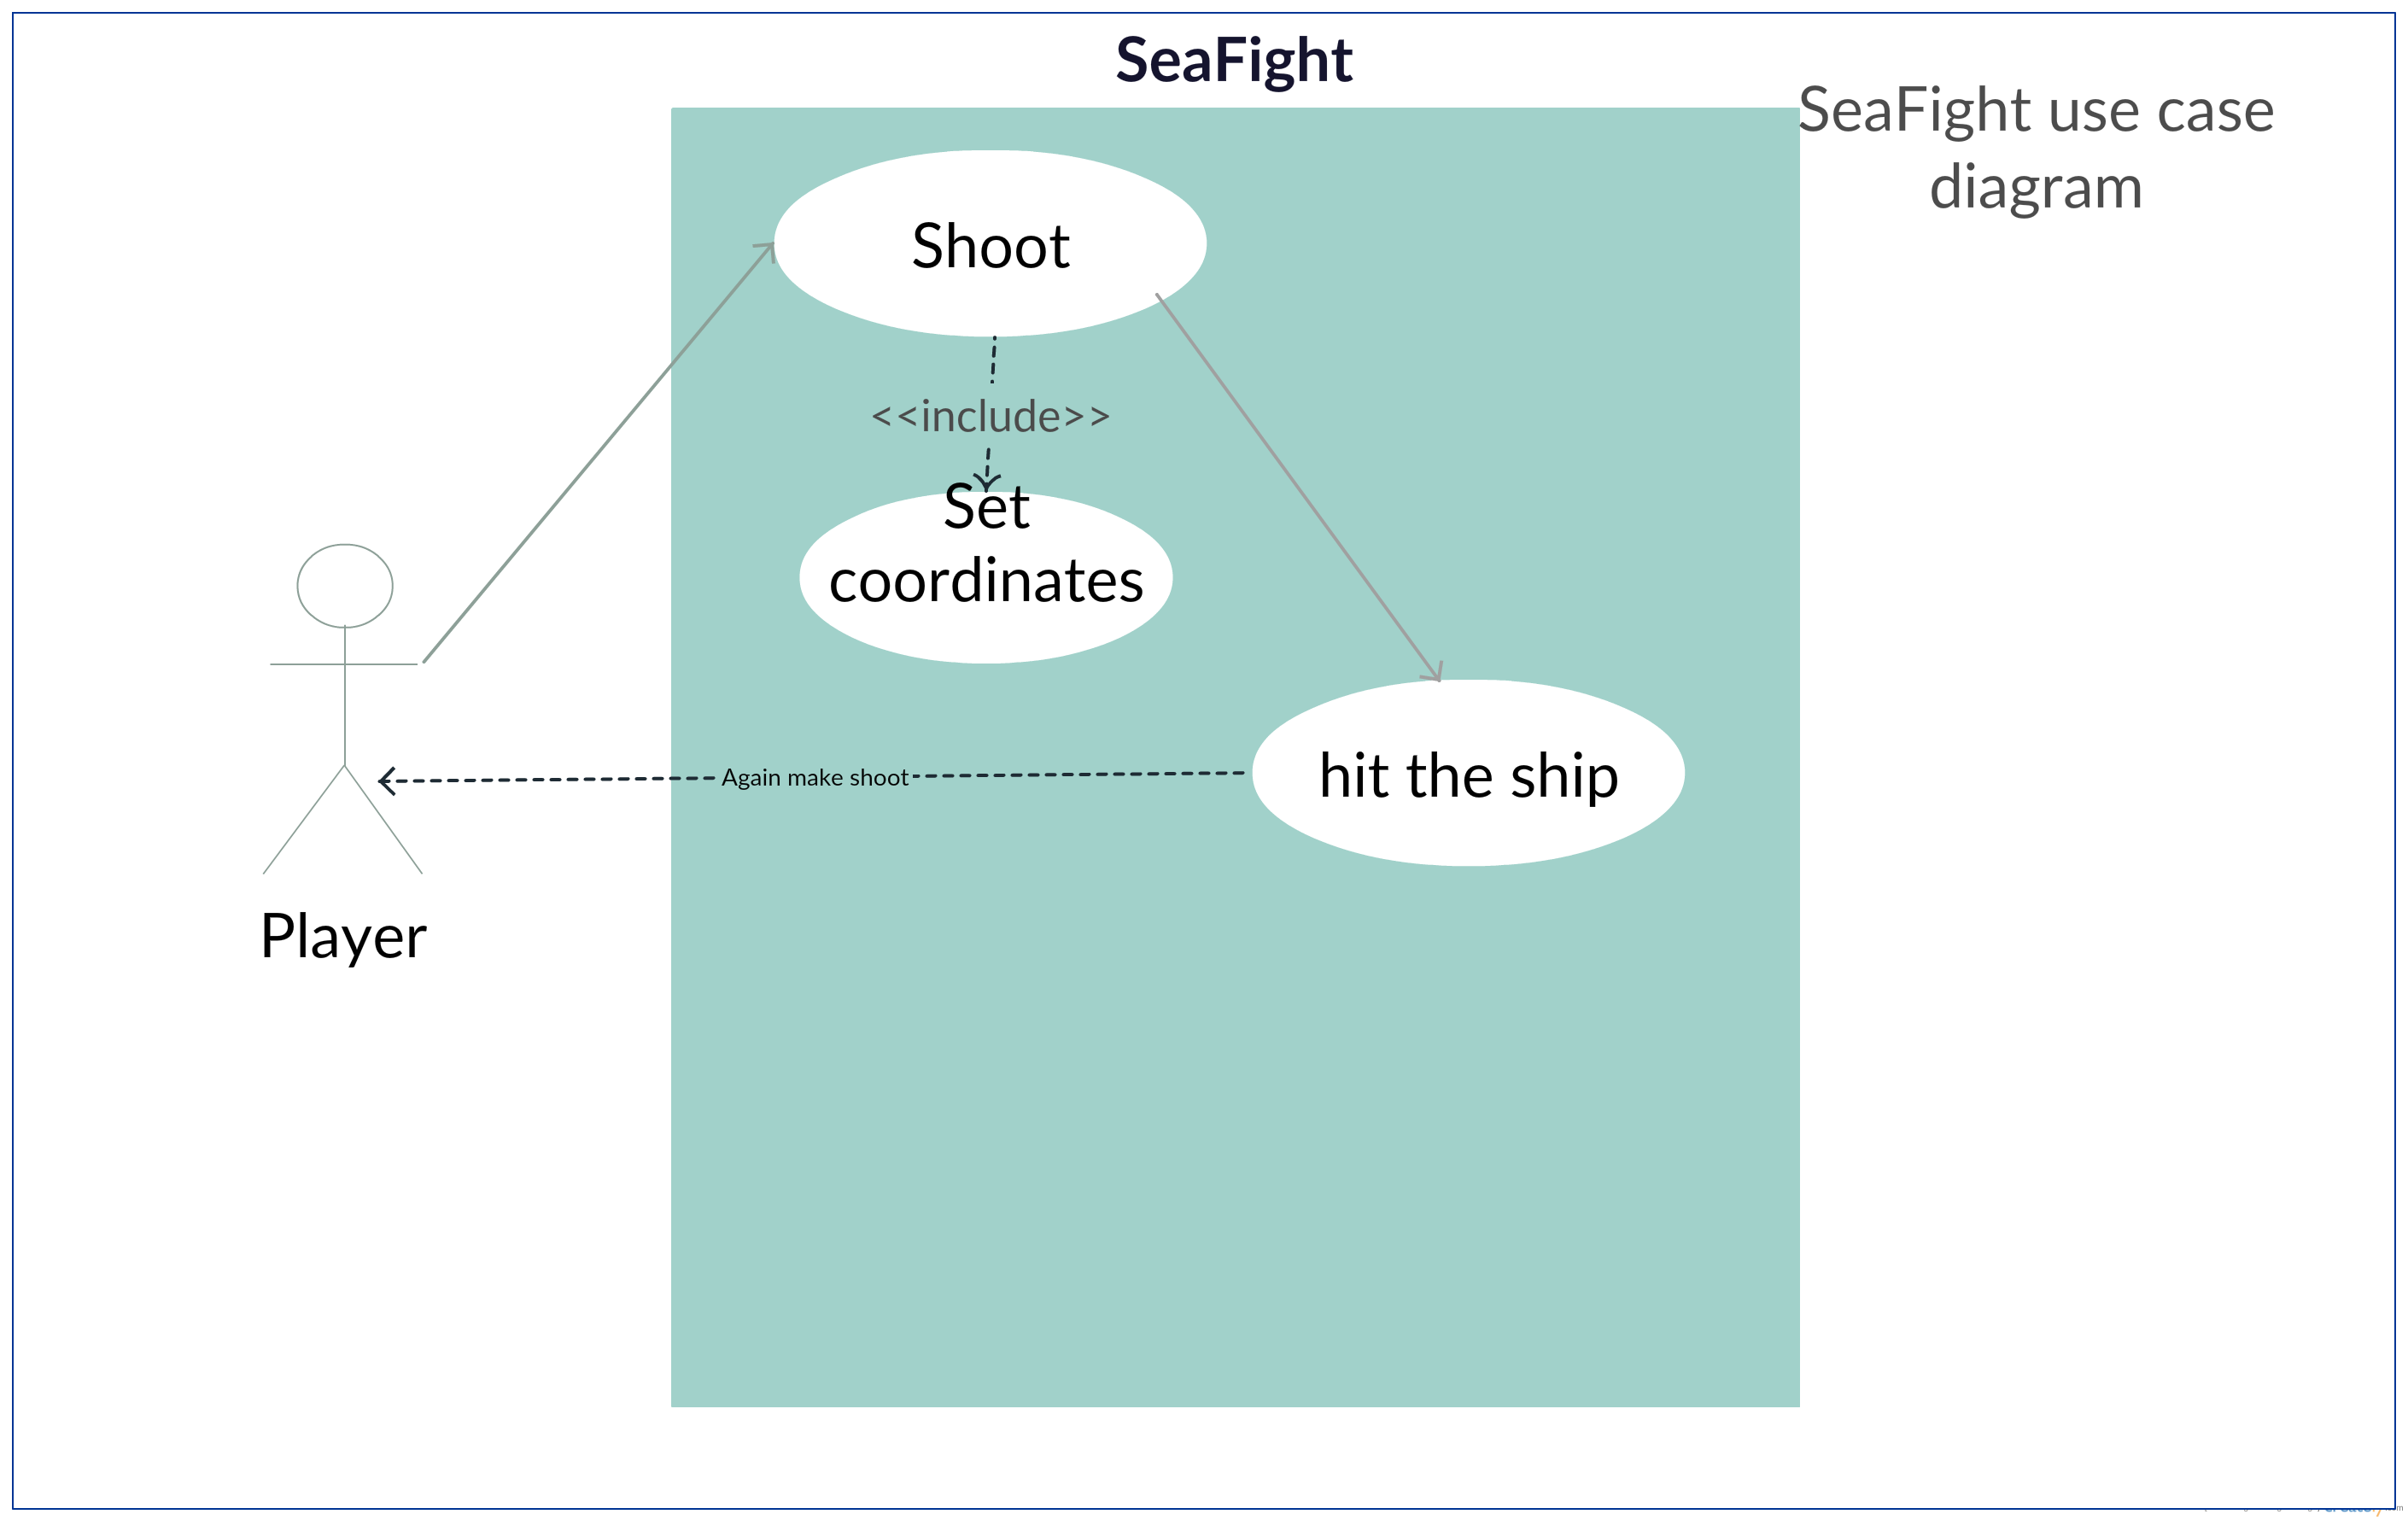 SeaFight
SeaFight use case
diagram
Shoot
<<include>>
Set
coordinates
Again make shoot
hit the ship
Player